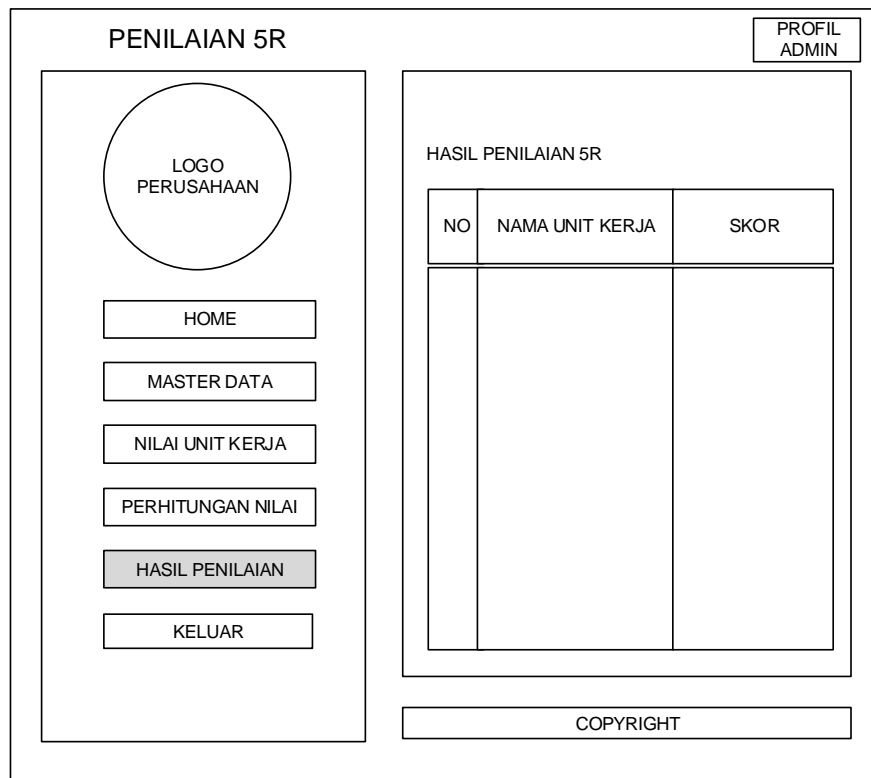 PENILAIAN 5R
PROFIL
ADMIN
LOGO
PERUSAHAAN
HOME
MASTER DATA
NILAI UNIT KERJA
PERHITUNGAN NILAI
HASIL PENILAIAN
KELUAR
HASIL PENILAIAN 5R
NO NAMA UNIT KERJA SKOR
COPYRIGHT